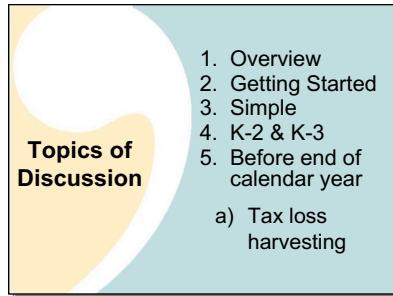 Topics of
Discussion
1. Overview
2. Getting Started
3. Simple
4. K-2 & K-3
5. Before end of
calendar year
a) Tax loss
harvesting